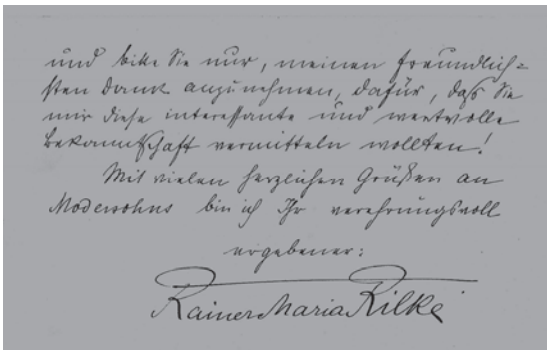 und bitte Sie nur, meinen freundlich=
sten Dank anzunehmen, dafür, daß Sie
mir diese interessante und wertvolle
Bekanntschaft vermitteln wollten!
Mit vielen herzlichen Grüßen an
Modersohns bin ich Ihr verehrungsvoll
ergebener:
Rainer Maria Rilke